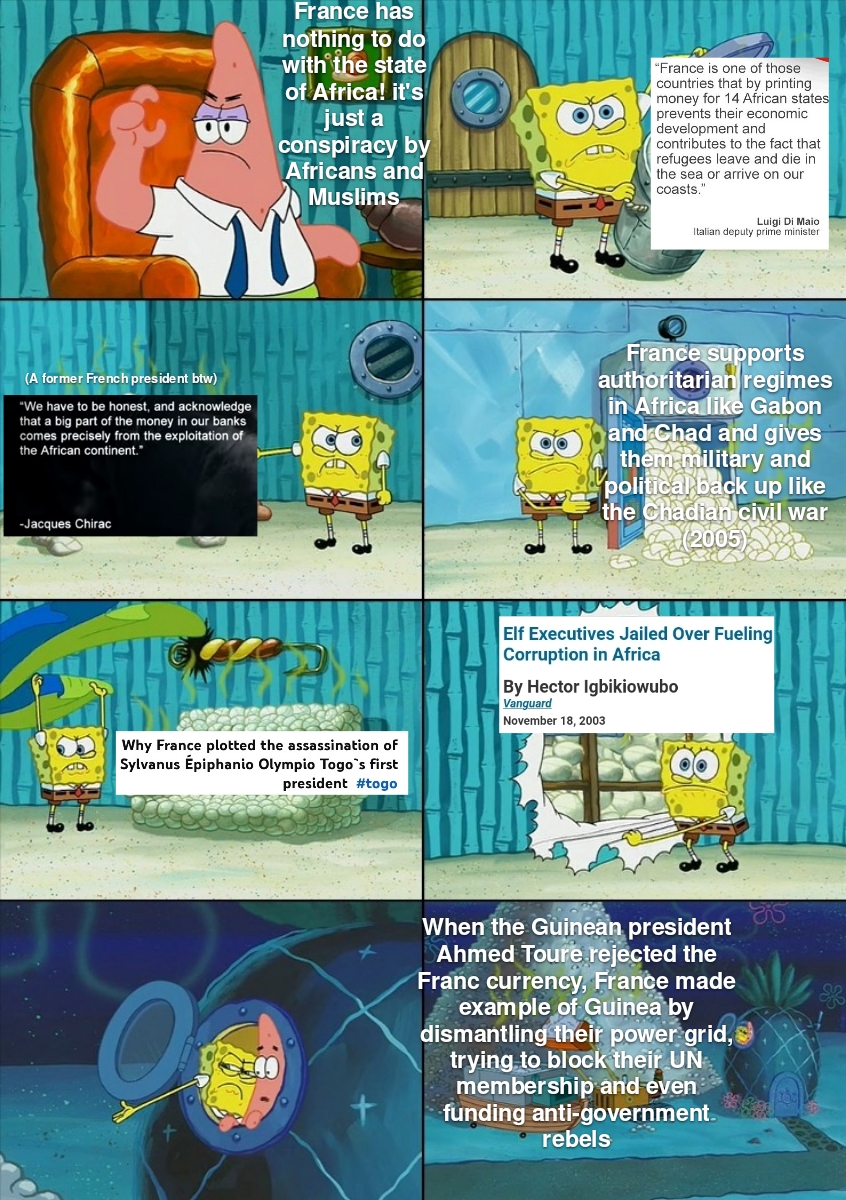 France has
nothing to do
with the state
of Africa! it's
just a
conspiracy by
Africans and
Muslims
“France is one of those
countries that by printing
money for 14 African states
prevents their economic
development and
contributes to the fact that
refugees leave and die in
the sea or arrive on our
coasts.”
Luigi Di Maio
Italian deputy prime minister
(A former French president btw)
“We have to be honest, and acknowledge
that a big part of the money in our banks
comes precisely from the exploitation of
the African continent.”
-Jacques Chirac
France supports
authoritarian regimes
in Africa like Gabon
and Chad and gives
them military and
political back up like
the Chadian civil war
(2005)
Why France plotted the assassination of
Sylvanus Épiphanio Olympio Togo`s first
president #togo
Elf Executives Jailed Over Fueling
Corruption in Africa
By Hector Igbikiowubo
Vanguard
November 18, 2003
When the Guinean president
Ahmed Toure rejected the
Franc currency, France made
example of Guinea by
dismantling their power grid,
trying to block their UN
membership and even
funding anti-government
rebels